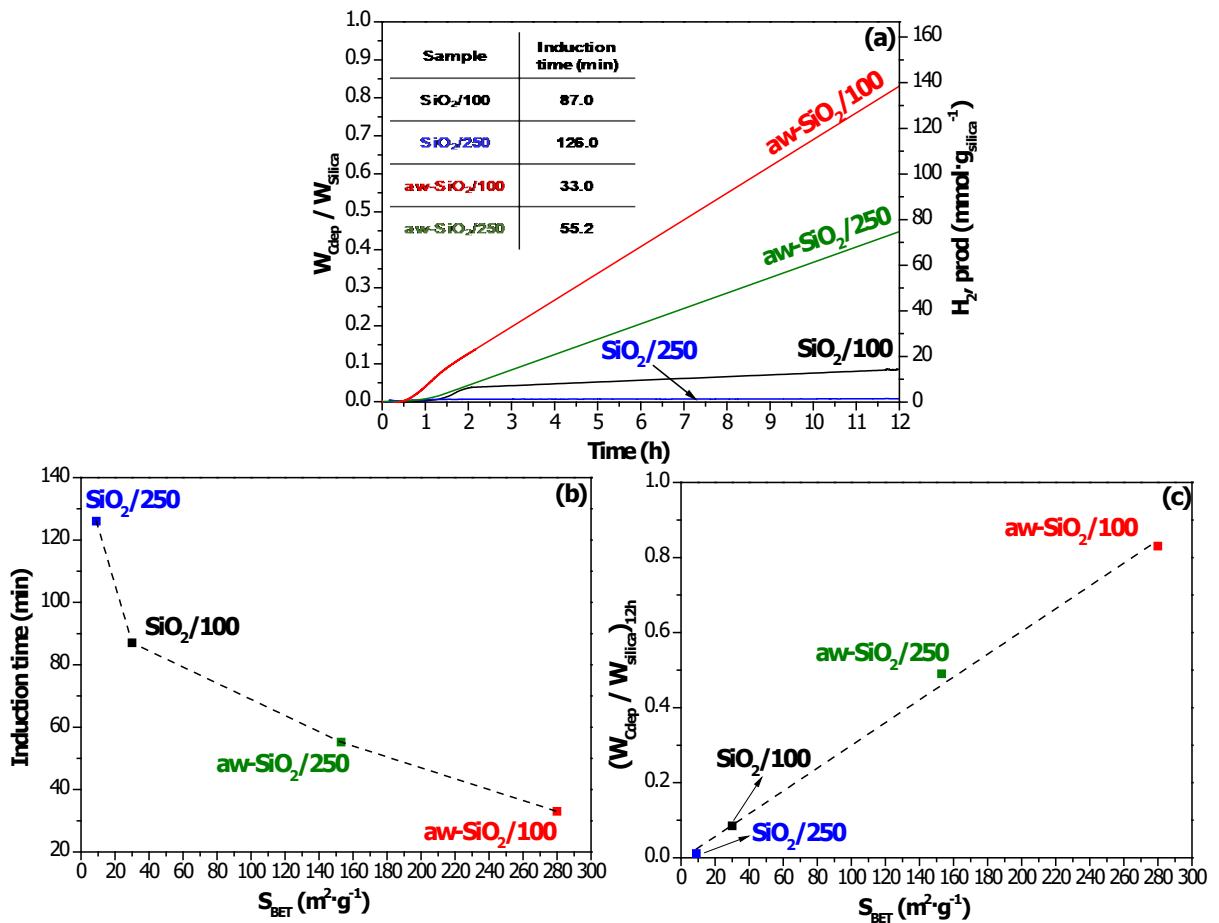 (a)
Sample Induction time (min)
SiO2/100 87.0
SiO2/250 126.0
aw-SiO2/100 33.0
aw-SiO2/250 55.2
aw-SiO2/100
aw-SiO2/250
SiO2/250
SiO2/100
WCdep / WSilica
1.0
0.9
0.8
0.7
0.6
0.5
0.4
0.3
0.2
0.1
0.0
H2, prod (mmol·gsilica-1)
160
140
120
100
80
60
40
20
0
0 1 2 3 4 5 6 7 8 9 10 11 12
Time (h)
(b)
Induction time (min)
140
120
100
80
60
40
20
SiO2/250
SiO2/100
aw-SiO2/250
aw-SiO2/100
0 20 40 60 80 100 120 140 160 180 200 220 240 260 280 300
SBET (m2·g-1)
(c)
(WCdep / Wsilica)12h
1.0
0.8
0.6
0.4
0.2
0.0
aw-SiO2/100
aw-SiO2/250
SiO2/100
SiO2/250
0 20 40 60 80 100 120 140 160 180 200 220 240 260 280 300
SBET (m2·g-1)